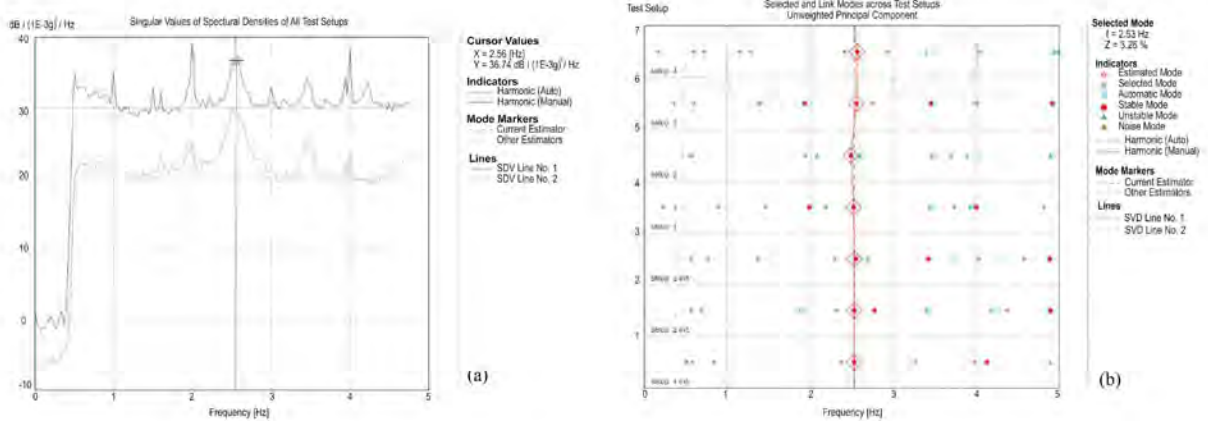 dB | (1E-3g)²/ Hz
Singular Values of Spectral Densities of All Test Setups
40
30
20
10
0
-10
0
1
2
3
4
5
Frequency [Hz]
Cursor Values
X = 2.56 [Hz]
Y = 36.74 dB | (1E-3g)²/ Hz
Indicators
Harmonic (Auto)
Harmonic (Manual)
Mode Markers
Current Estimator
Other Estimators
Lines
SDV Line No. 1
SDV Line No. 2
(a)
Test Setup
Selected and Link Modes across Test Setups
Unweighted Principal Component
7
6
5
4
3
2
1
0
1
2
3
4
5
Frequency [Hz]
Selected Mode
f = 2.53 Hz
Z = 3.26 %
Indicators
Estimated Mode
Selected Mode
Automatic Mode
Stable Mode
Unstable Mode
Noise Mode
Harmonic (Auto)
Harmonic (Manual)
Mode Markers
Current Estimator
Other Estimators
Lines
SVD Line No. 1
SVD Line No. 2
(b)